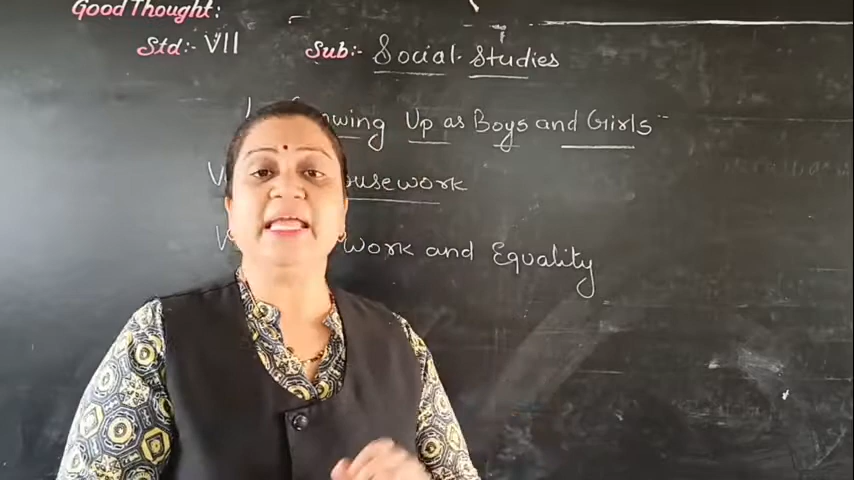 Good Thought:
Std:- VII Sub:- Social Studies
Up as Boys and Girls
Work and Equality